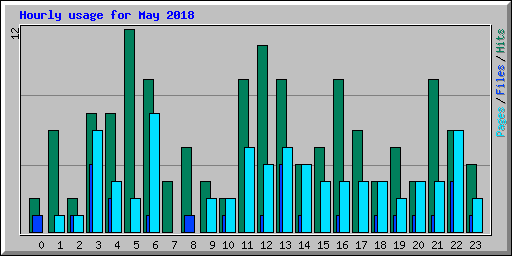 Hourly usage for May 2018
12
Pages / Files / Hits
0 1 2 3 4 5 6 7 8 9 10 11 12 13 14 15 16 17 18 19 20 21 22 23